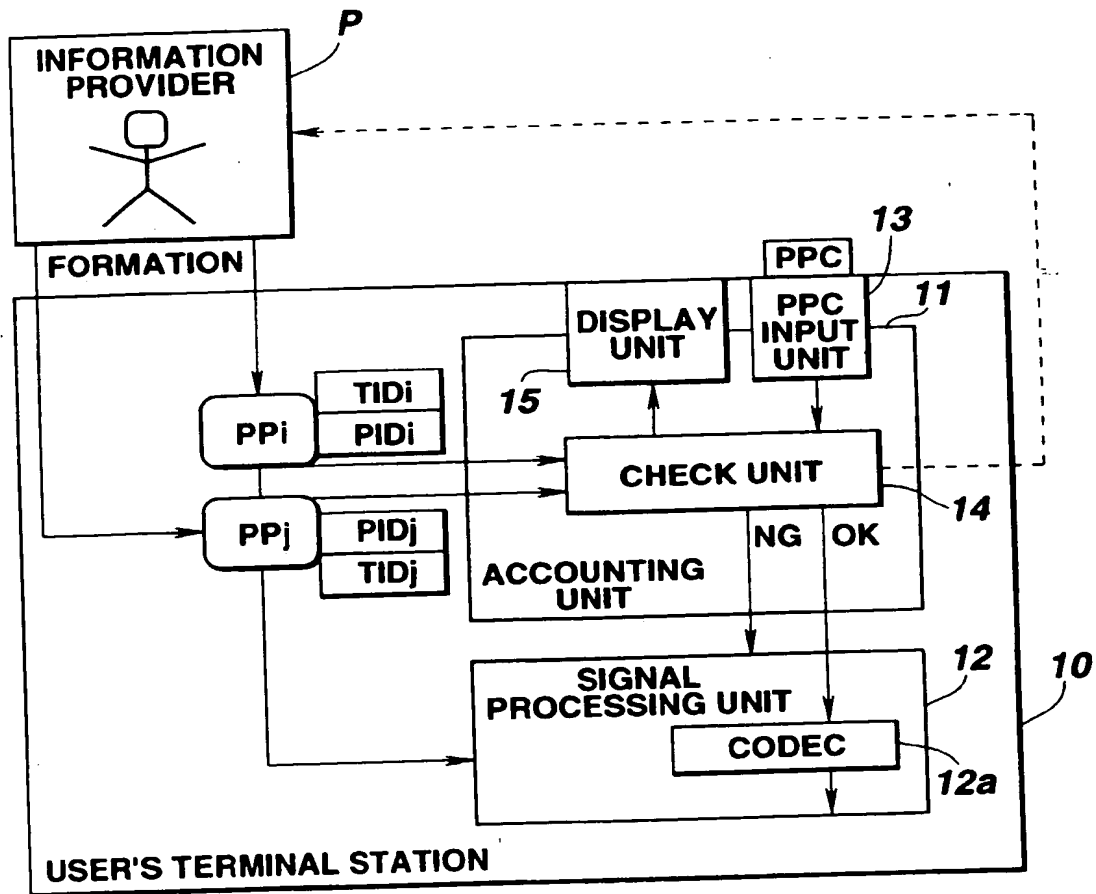 P
INFORMATION
PROVIDER
FORMATION
PPC
13
DISPLAY
UNIT
PPC
INPUT
UNIT
11
15
TIDi
PPi
PIDi
CHECK UNIT
14
PPj
PIDj
TIDj
NG
OK
ACCOUNTING
UNIT
SIGNAL
PROCESSING UNIT
12
10
CODEC
12a
USER'S TERMINAL STATION